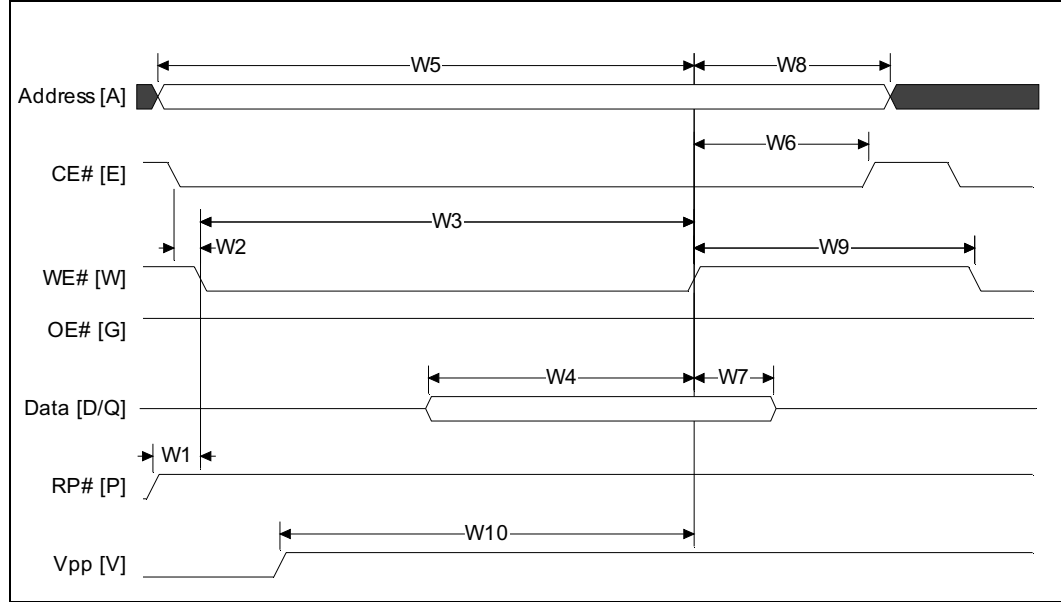 W5
W8
Address [A]
W6
CE# [E]
W3
W2
W9
WE# [W]
OE# [G]
W4
W7
Data [D/Q]
W1
RP# [P]
W10
Vpp [V]